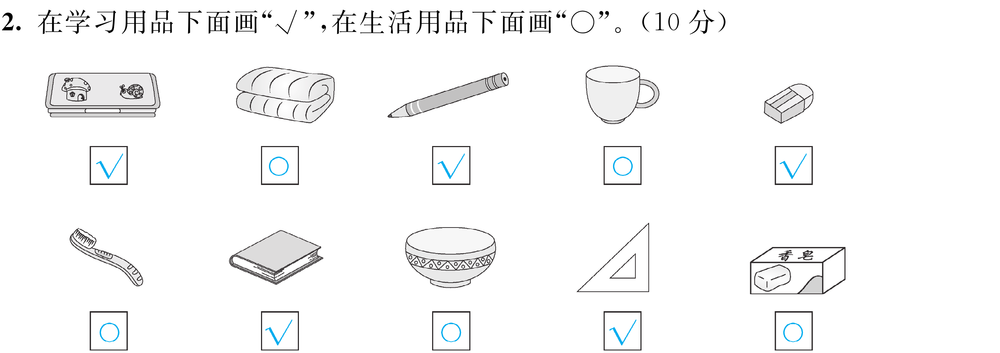 2. 在学习用品下面画“√”,在生活用品下面画“○”。(10 分)
√ ○ √ ○ √
香皂
○ √ ○ √ ○